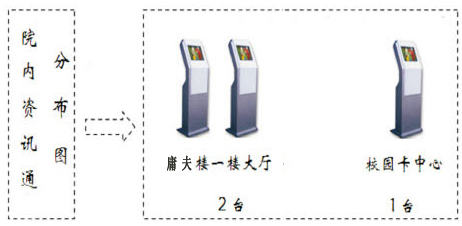 院内资讯通
分布图
庸夫楼一楼大厅
校园卡中心
2台
1台